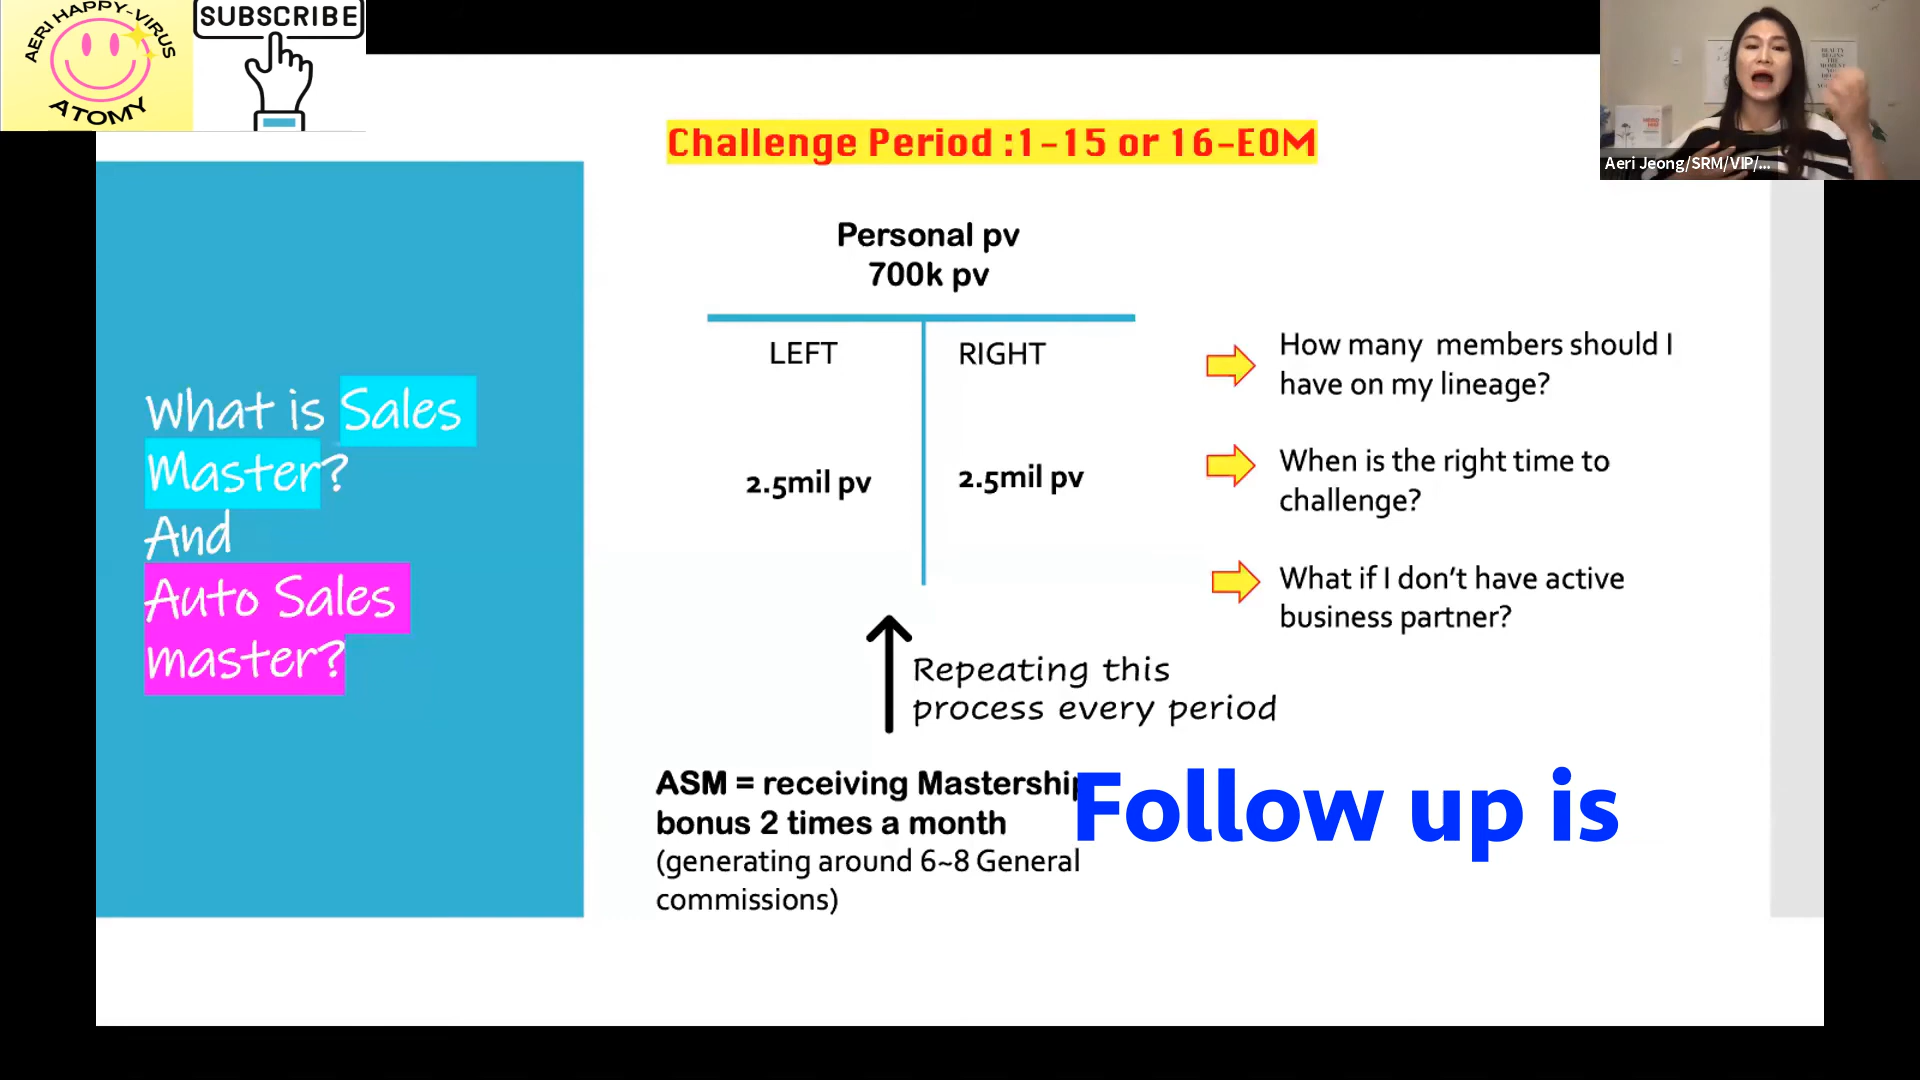 AERI HAPPY-VIRUS
ATOMY
SUBSCRIBE
Challenge Period :1-15 or 16-EOM
Aeri Jeong/SRM/VIP/...
Personal pv
700k pv
LEFT
RIGHT
2.5mil pv
2.5mil pv
What is Sales
Master?
And
Auto Sales
master?
How many members should I
have on my lineage?
When is the right time to
challenge?
What if I don't have active
business partner?
Repeating this
process every period
ASM = receiving Mastership
bonus 2 times a month
(generating around 6~8 General
commissions)
Follow up is